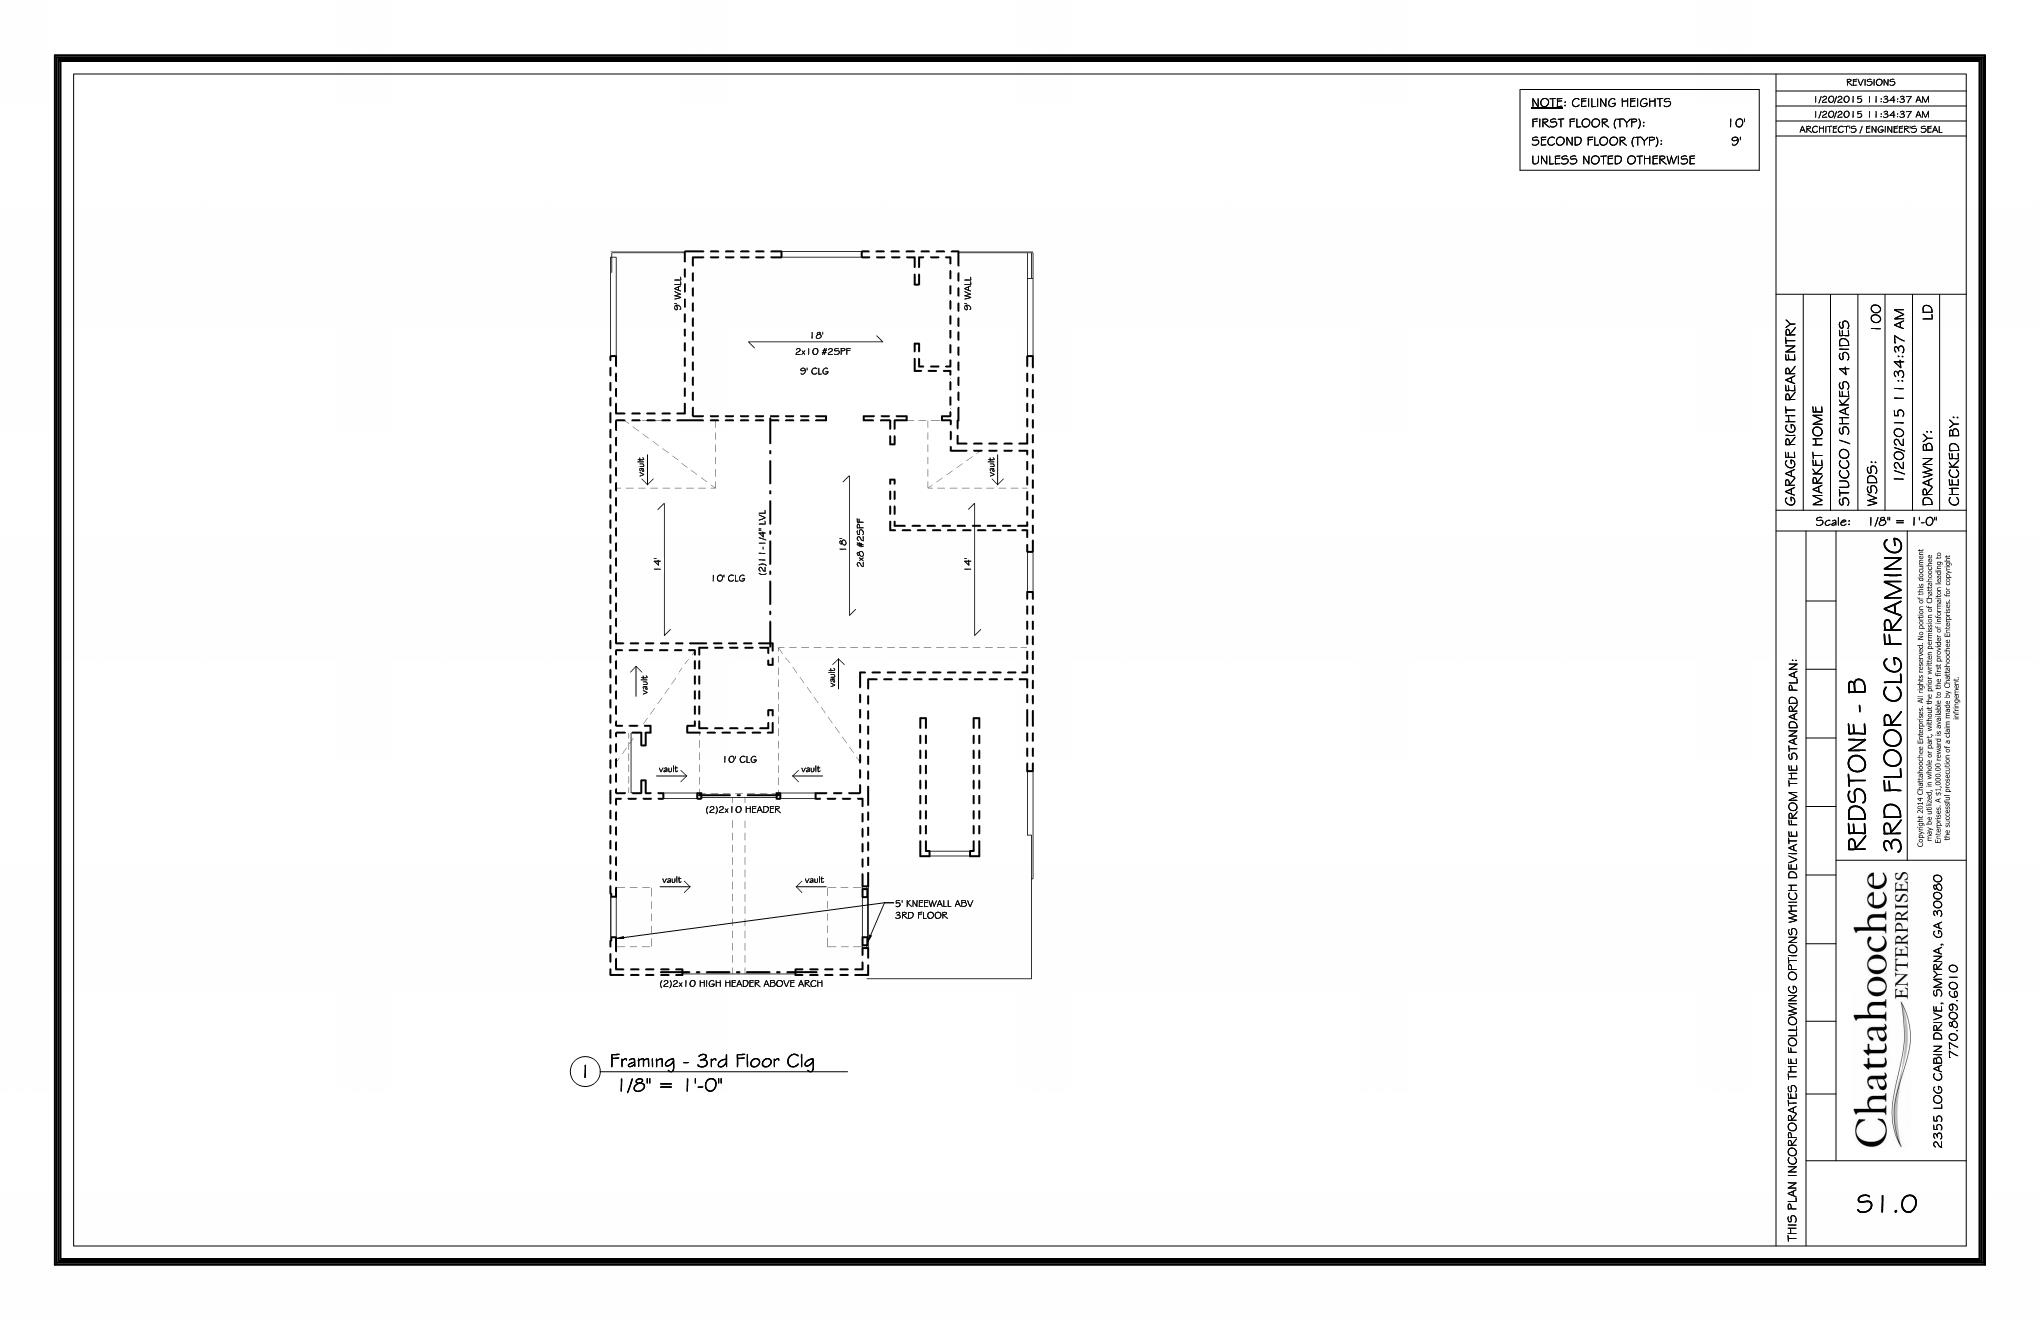 NOTE: CEILING HEIGHTS
FIRST FLOOR (TYP): 10'
SECOND FLOOR (TYP): 9'
UNLESS NOTED OTHERWISE
REVISIONS
1/20/2015 11:34:37 AM
1/20/2015 11:34:37 AM
ARCHITECT'S / ENGINEER'S SEAL
9' WALL
9' WALL
18'
2x10 #2SPF
9' CLG
vault
vault
14'
10' CLG
(2)11-1/4" LVL
18'
2x8 #2SPF
14'
vault
vault
10' CLG
vault
vault
(2)2x10 HEADER
vault
vault
5' KNEEWALL ABV
3RD FLOOR
(2)2x10 HIGH HEADER ABOVE ARCH
1
Framing - 3rd Floor Clg
1/8" = 1'-0"
GARAGE RIGHT REAR ENTRY
MARKET HOME
STUCCO / SHAKES 4 SIDES
WSDS: 100
1/20/2015 11:34:37 AM
DRAWN BY: LD
CHECKED BY:
Scale: 1/8" = 1'-0"
THIS PLAN INCORPORATES THE FOLLOWING OPTIONS WHICH DEVIATE FROM THE STANDARD PLAN:
REDSTONE - B
3RD FLOOR CLG FRAMING
Copyright 2014 Chattahoochee Enterprises. All rights reserved. No portion of this document
may be utilized, in whole or part, without the prior written permission of Chattahoochee
Enterprises. A $1,000.00 reward is available to the first provider of informaiton leading to
the successful prosecution of a claim made by Chattahoochee Enterprises. for copyright
infringement.
Chattahoochee
ENTERPRISES
2355 LOG CABIN DRIVE, SMYRNA, GA 30080
770.809.6010
S1.0